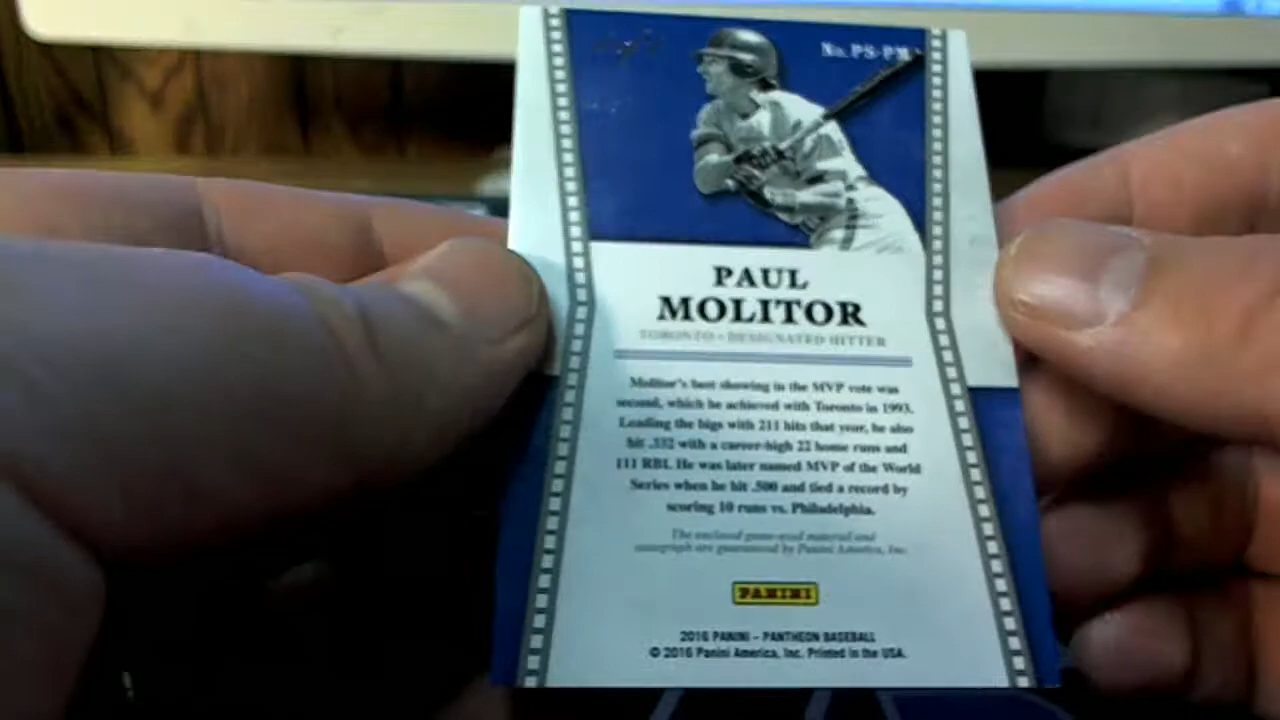 No. PS-PM
PAUL
MOLITOR
TORONTO • DESIGNATED HITTER
Molitor's best showing in the MVP vote was
second, which he achieved with Toronto in 1993.
Leading the bigs with 211 hits that year, he also
hit .332 with a career-high 22 home runs and
111 RBI. He was later named MVP of the World
Series when he hit .500 and tied a record by
scoring 10 runs vs. Philadelphia.
The enclosed game-used material and
autograph are guaranteed by Panini America, Inc.
PANINI
2016 PANINI – PANTHEON BASEBALL
© 2016 Panini America, Inc. Printed in the USA.